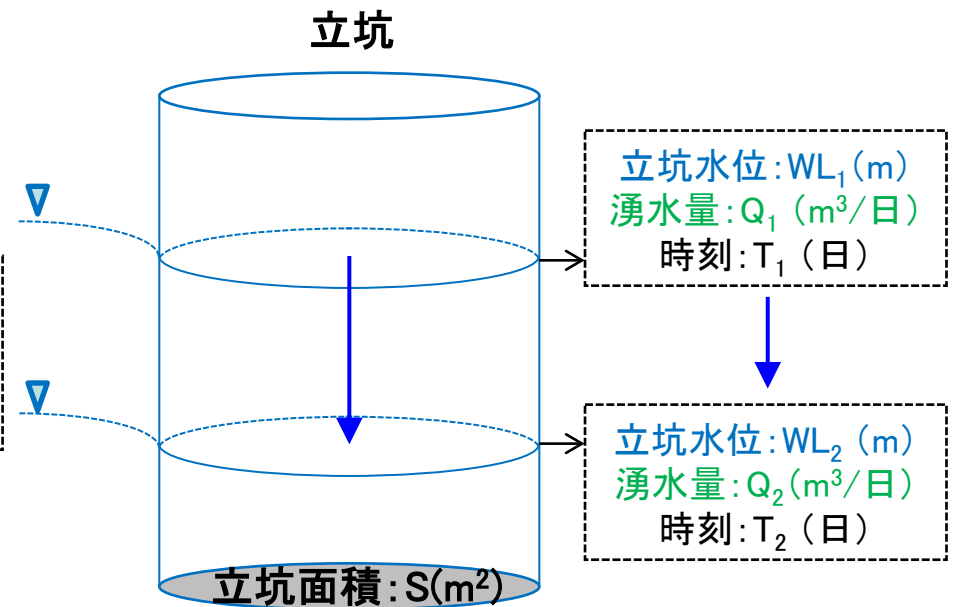 立坑
立坑水位:WL₁(m)
湧水量:Q₁ (m³/日)
時刻:T₁ (日)
立坑水位:WL₂ (m)
湧水量:Q₂(m³/日)
時刻:T₂ (日)
立坑面積:S(m²)